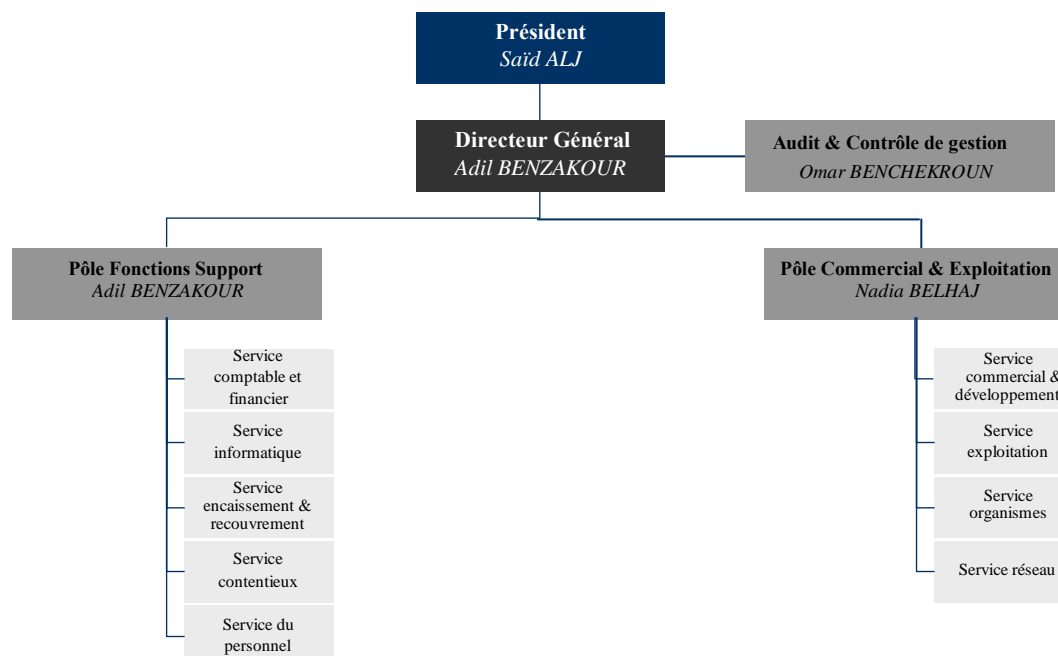 Président
Saïd ALJ
Directeur Général
Adil BENZAKOUR
Audit & Contrôle de gestion
Omar BENCHEKROUN
Pôle Fonctions Support
Adil BENZAKOUR
Service
comptable et
financier
Service
informatique
Service
encaissement &
recouvrement
Service
contentieux
Service du
personnel
Pôle Commercial & Exploitation
Nadia BELHAJ
Service
commercial &
développement
Service
exploitation
Service
organismes
Service réseau